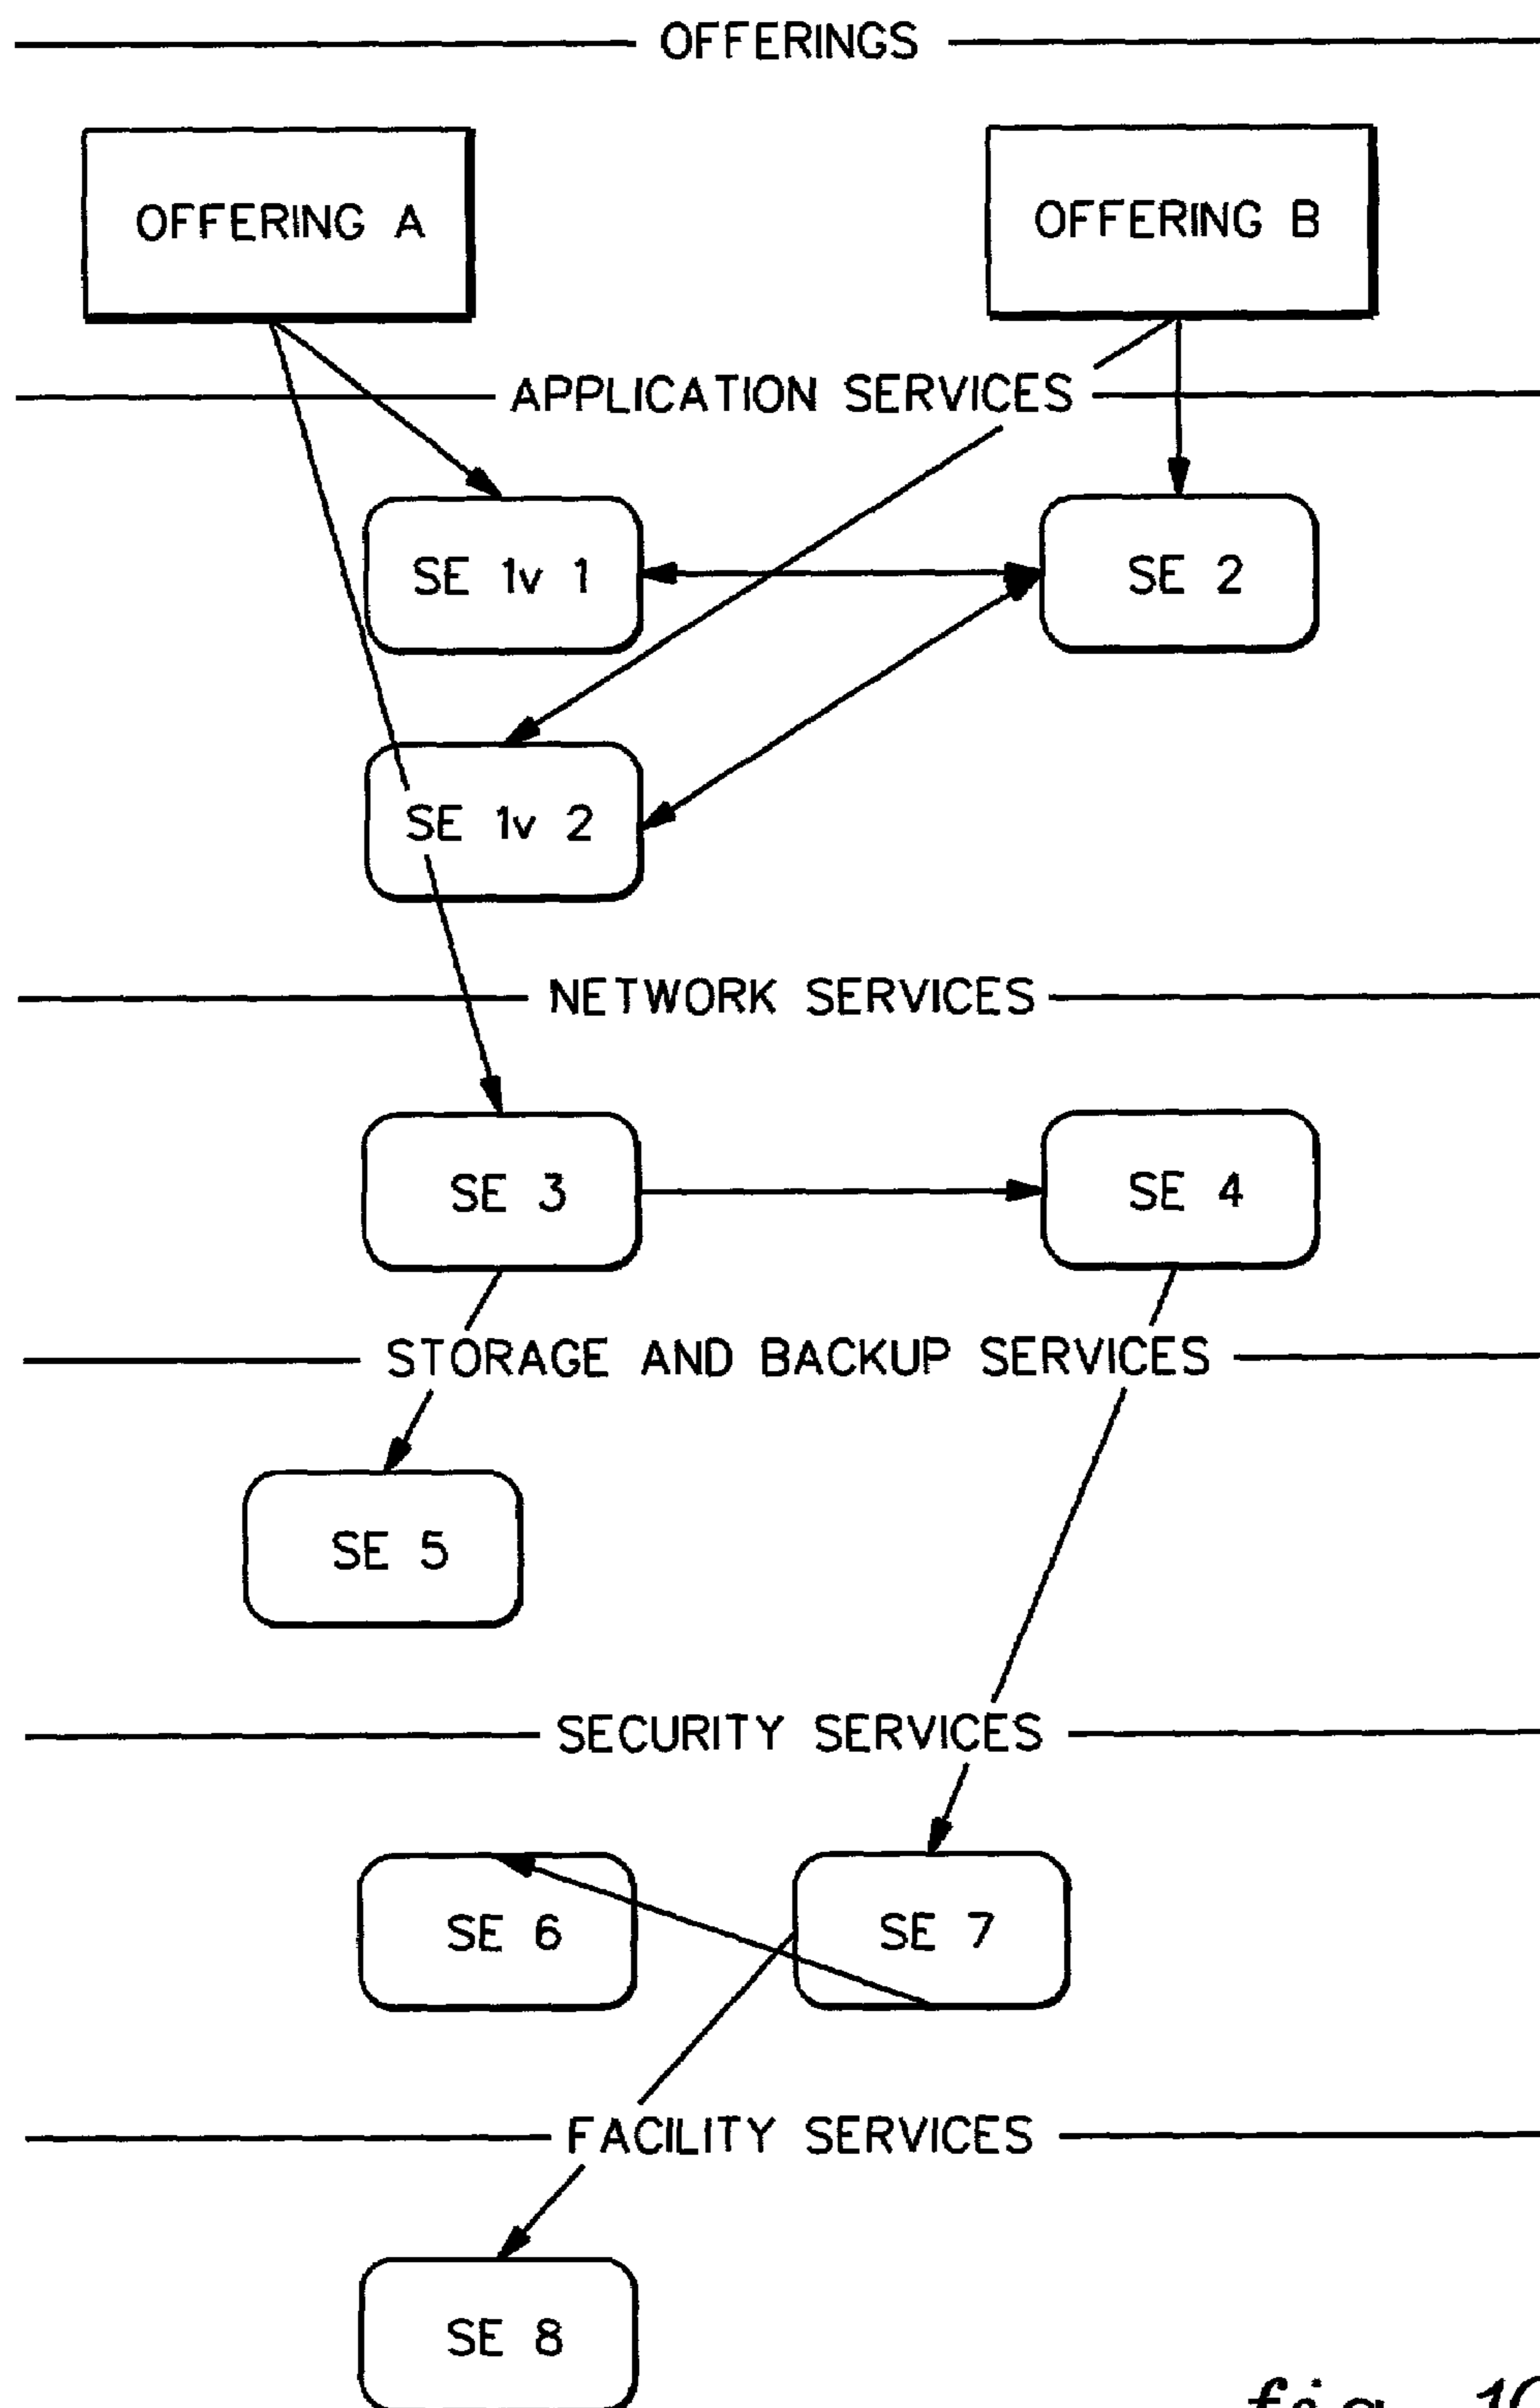 OFFERINGS
OFFERING A
OFFERING B
APPLICATION SERVICES
SE 1v 1
SE 2
SE 1v 2
NETWORK SERVICES
SE 3
SE 4
STORAGE AND BACKUP SERVICES
SE 5
SECURITY SERVICES
SE 6
SE 7
FACILITY SERVICES
SE 8